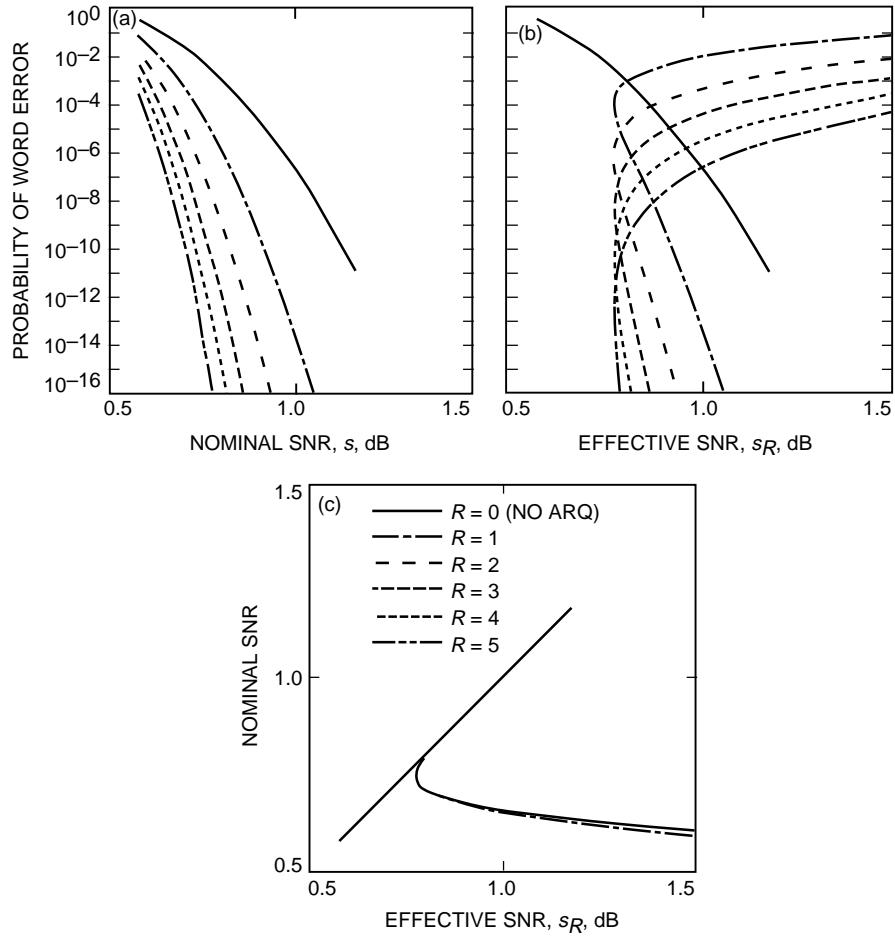 (a)
PROBABILITY OF WORD ERROR
10^0
10^−2
10^−4
10^−6
10^−8
10^−10
10^−12
10^−14
10^−16
0.5
1.0
1.5
NOMINAL SNR, s, dB
(b)
0.5
1.0
1.5
EFFECTIVE SNR, s_R, dB
(c)
NOMINAL SNR
1.5
1.0
0.5
R = 0 (NO ARQ)
R = 1
R = 2
R = 3
R = 4
R = 5
0.5
1.0
1.5
EFFECTIVE SNR, s_R, dB